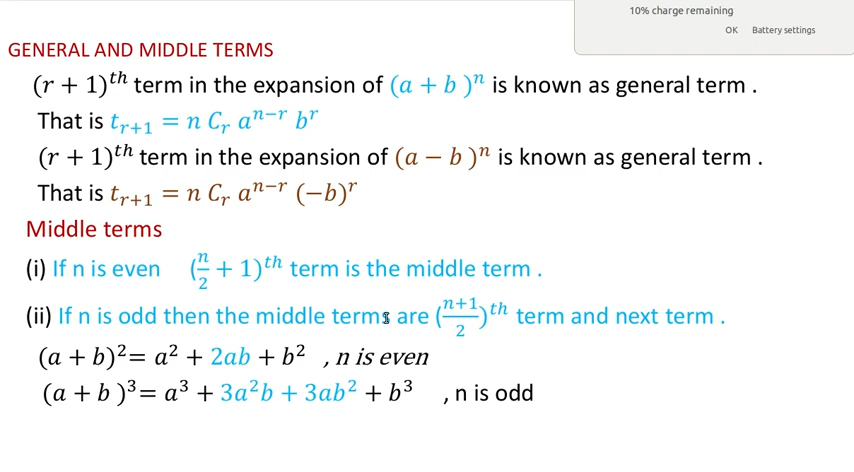 10% charge remaining
OK Battery settings
GENERAL AND MIDDLE TERMS
(r + 1)^th term in the expansion of (a + b )^n is known as general term .
That is t_{r+1} = n C_r a^{n−r} b^r
(r + 1)^th term in the expansion of (a − b )^n is known as general term .
That is t_{r+1} = n C_r a^{n−r} (−b)^r
Middle terms
(i) If n is even (n/2 + 1)^th term is the middle term .
(ii) If n is odd then the middle terms are ((n+1)/2)^th term and next term .
(a + b)^2= a^2 + 2ab + b^2 , n is even
(a + b )^3= a^3 + 3a^2b + 3ab^2 + b^3 , n is odd